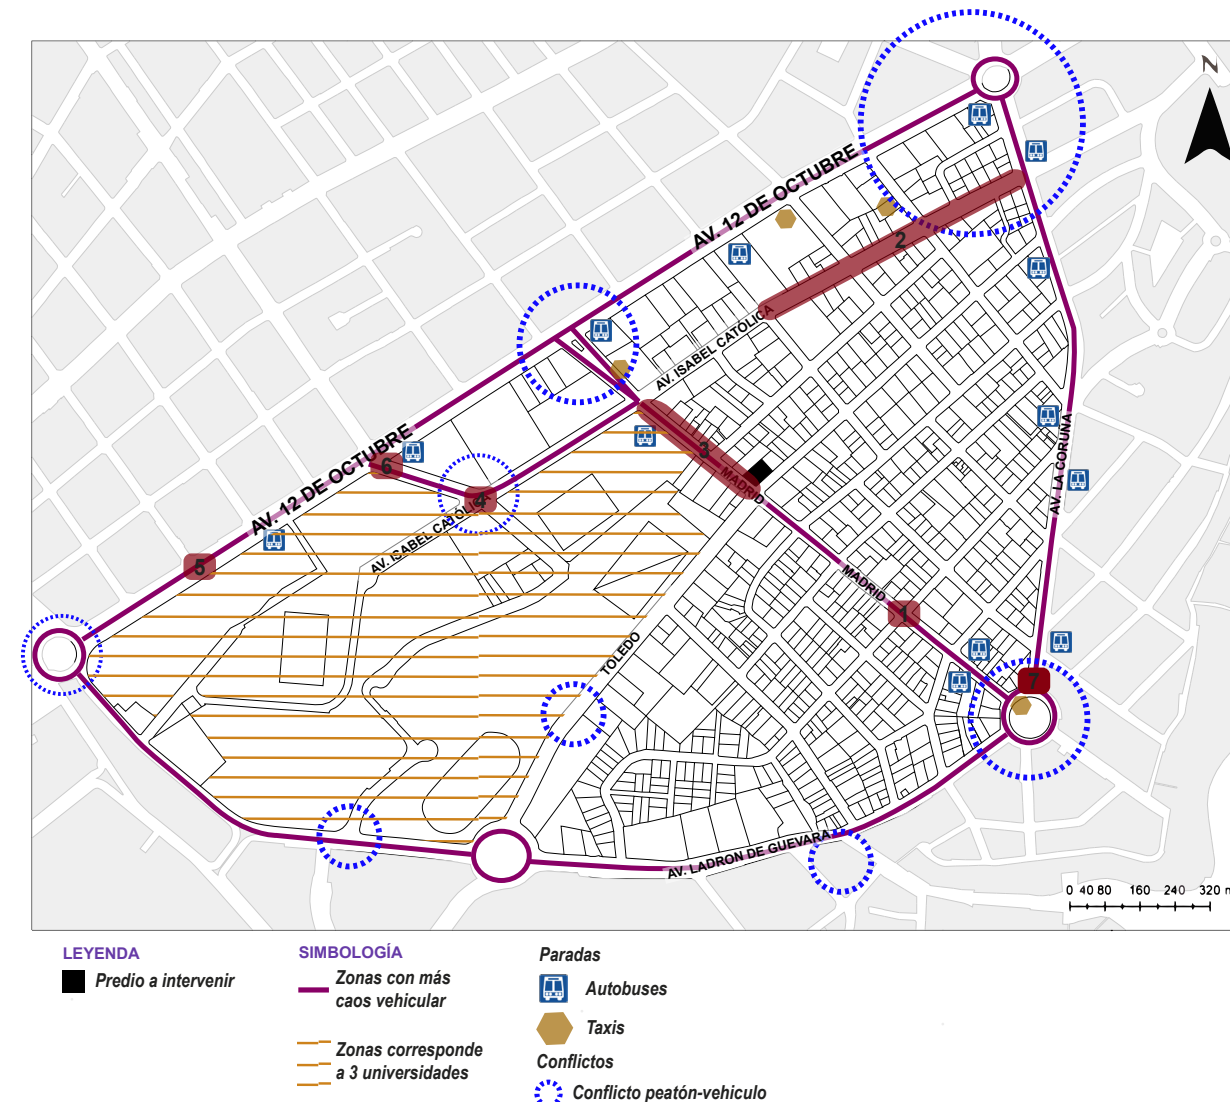 N
AV. 12 DE OCTUBRE
2
AV. ISABEL CATÓLICA
3
MADRID
AV. 12 DE OCTUBRE
6
4
AV. ISABEL CATÓLICA
5
AV. LA CORUÑA
MADRID
1
TOLEDO
7
AV. LADRON DE GUEVARA
0 40 80 160 240 320 m
LEYENDA
Predio a intervenir
SIMBOLOGÍA
Zonas con más
caos vehicular
Zonas corresponde
a 3 universidades
Paradas
Autobuses
Taxis
Conflictos
Conflicto peatón-vehiculo